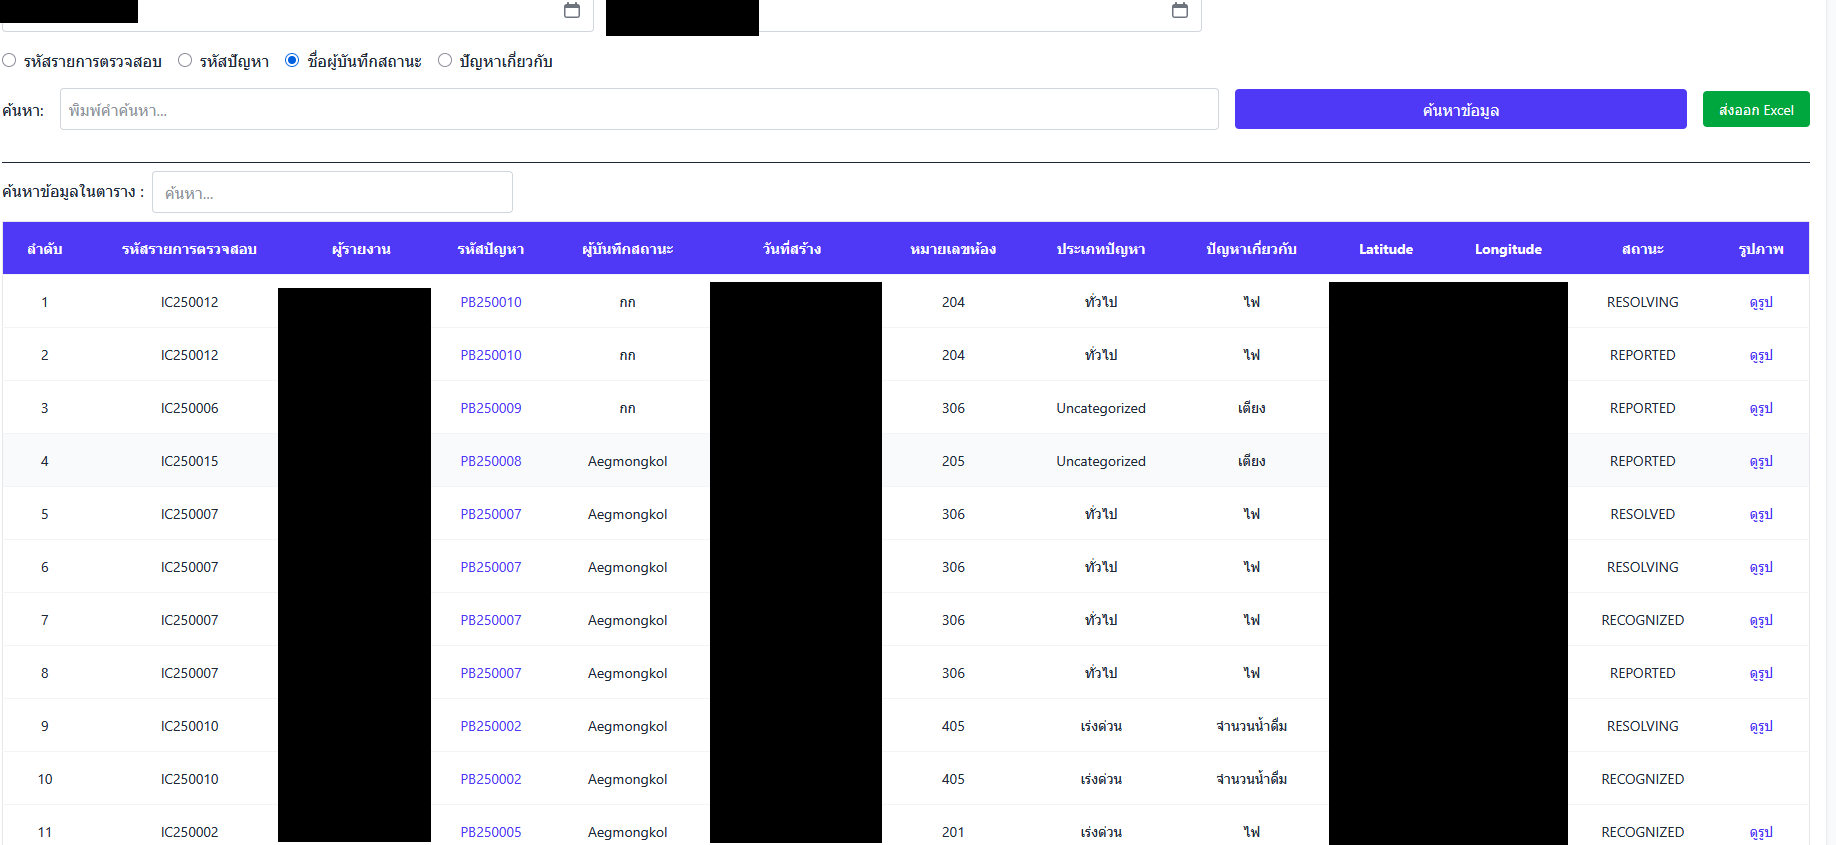 รหัสรายการตรวจสอบ รหัสปัญหา ชื่อผู้บันทึกสถานะ ปัญหาเกี่ยวกับ
ค้นหา: พิมพ์คำค้นหา... ค้นหาข้อมูล ส่งออก Excel
ค้นหาข้อมูลในตาราง : ค้นหา...
ลำดับ รหัสรายการตรวจสอบ ผู้รายงาน รหัสปัญหา ผู้บันทึกสถานะ วันที่สร้าง หมายเลขห้อง ประเภทปัญหา ปัญหาเกี่ยวกับ Latitude Longitude สถานะ รูปภาพ
1 IC250012 PB250010 กก 204 ทั่วไป ไฟ RESOLVING ดูรูป
2 IC250012 PB250010 กก 204 ทั่วไป ไฟ REPORTED ดูรูป
3 IC250006 PB250009 กก 306 Uncategorized เตียง REPORTED ดูรูป
4 IC250015 PB250008 Aegmongkol 205 Uncategorized เตียง REPORTED ดูรูป
5 IC250007 PB250007 Aegmongkol 306 ทั่วไป ไฟ RESOLVED ดูรูป
6 IC250007 PB250007 Aegmongkol 306 ทั่วไป ไฟ RESOLVING ดูรูป
7 IC250007 PB250007 Aegmongkol 306 ทั่วไป ไฟ RECOGNIZED ดูรูป
8 IC250007 PB250007 Aegmongkol 306 ทั่วไป ไฟ REPORTED ดูรูป
9 IC250010 PB250002 Aegmongkol 405 เร่งด่วน จำนวนน้ำดื่ม RESOLVING ดูรูป
10 IC250010 PB250002 Aegmongkol 405 เร่งด่วน จำนวนน้ำดื่ม RECOGNIZED
11 IC250002 PB250005 Aegmongkol 201 เร่งด่วน ไฟ RECOGNIZED ดูรูป